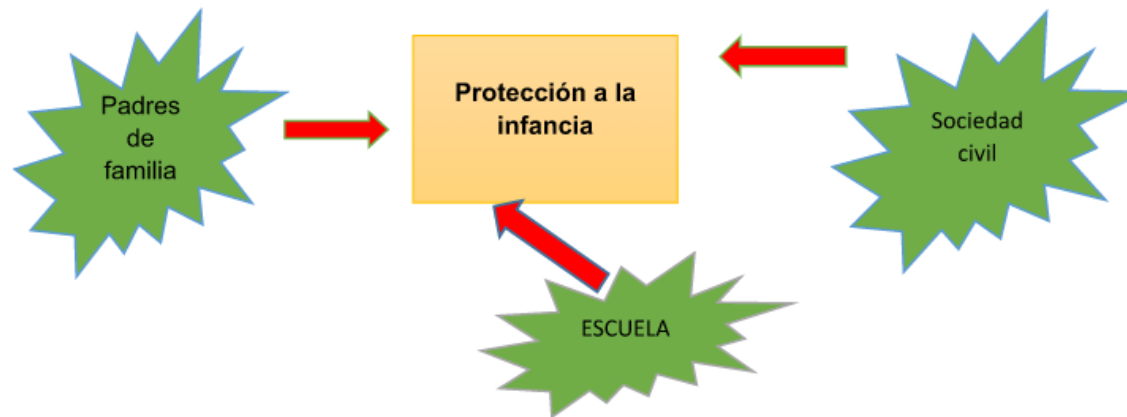 Padres
de
familia
Protección a la
infancia
Sociedad
civil
ESCUELA